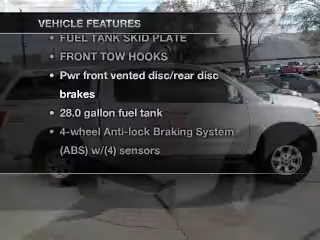 VEHICLE FEATURES
• FUEL TANK SKID PLATE
• FRONT TOW HOOKS
• Pwr front vented disc/rear disc
brakes
• 28.0 gallon fuel tank
• 4-wheel Anti-lock Braking System
(ABS) w/(4) sensors